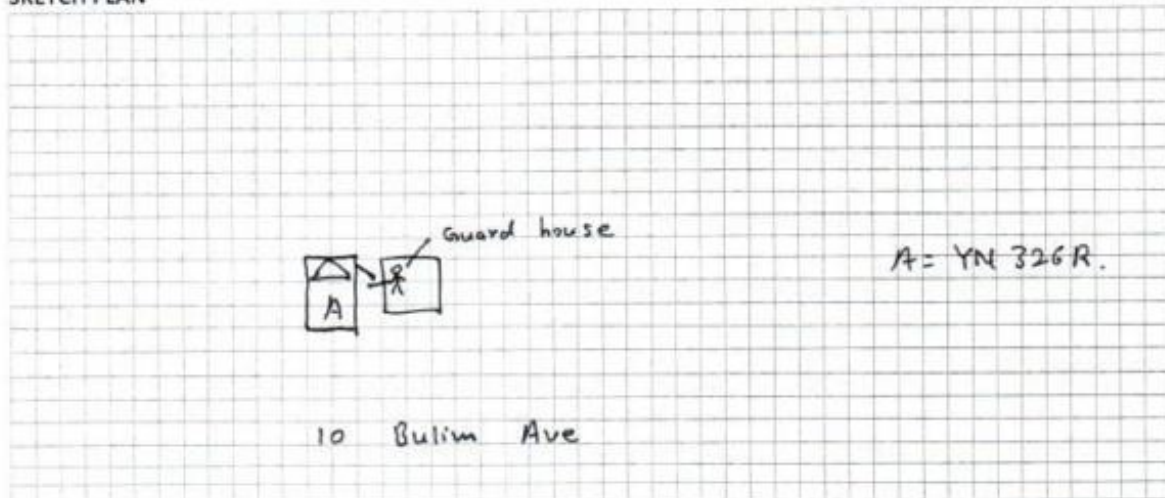 SKETCH PLAN
Guard house
A = YN 326R.
A
10 Bulim Ave